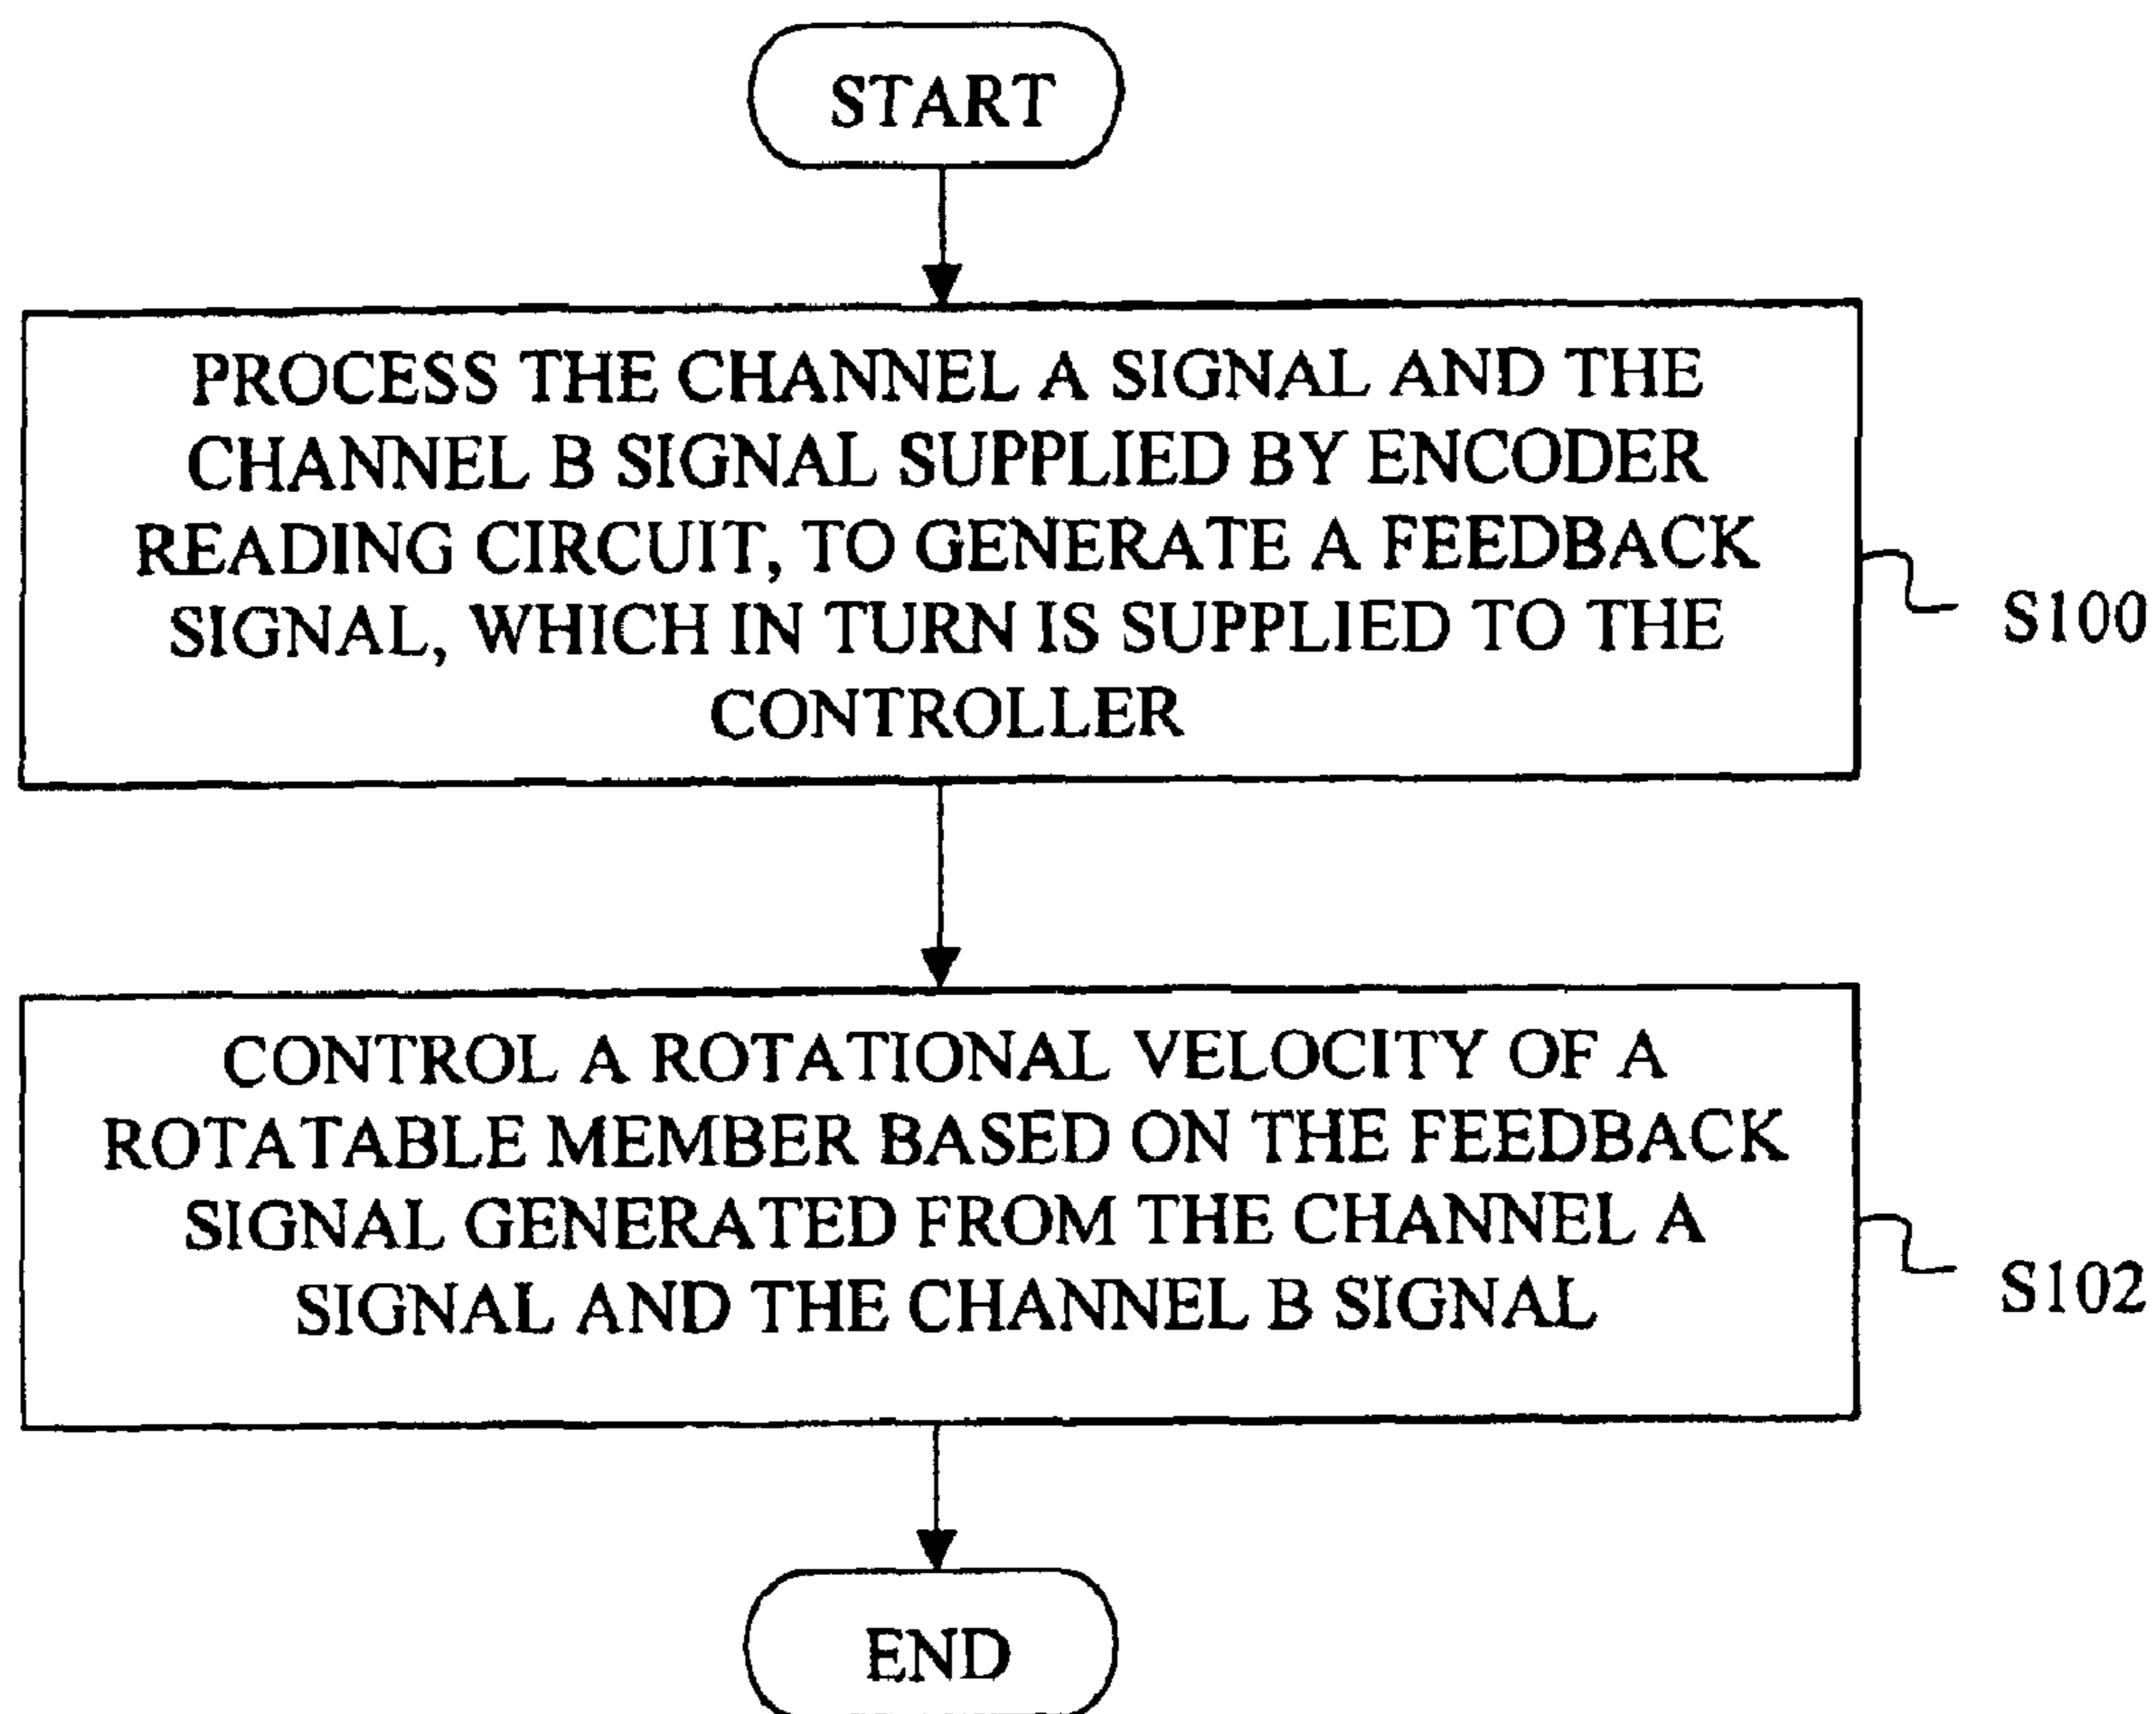 START
PROCESS THE CHANNEL A SIGNAL AND THE
CHANNEL B SIGNAL SUPPLIED BY ENCODER
READING CIRCUIT, TO GENERATE A FEEDBACK
SIGNAL, WHICH IN TURN IS SUPPLIED TO THE
CONTROLLER
S100
CONTROL A ROTATIONAL VELOCITY OF A
ROTATABLE MEMBER BASED ON THE FEEDBACK
SIGNAL GENERATED FROM THE CHANNEL A
SIGNAL AND THE CHANNEL B SIGNAL
S102
END